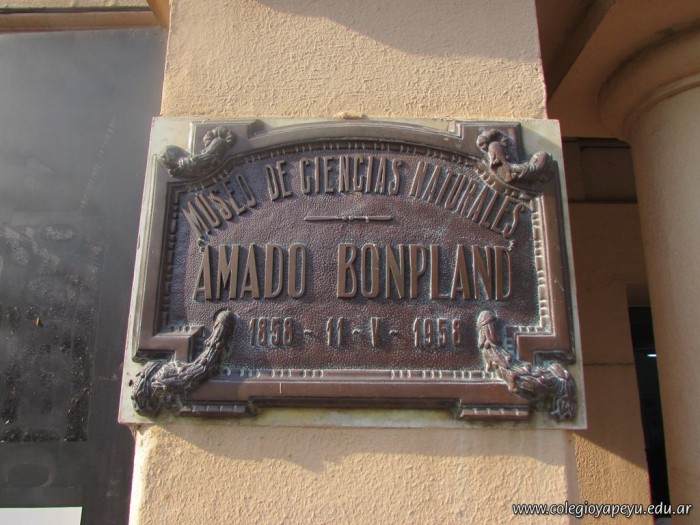 MUSEO DE CIENCIAS NATURALES
AMADO BONPLAND
1858-11-V-1958
www.colegioyapeyu.edu.ar